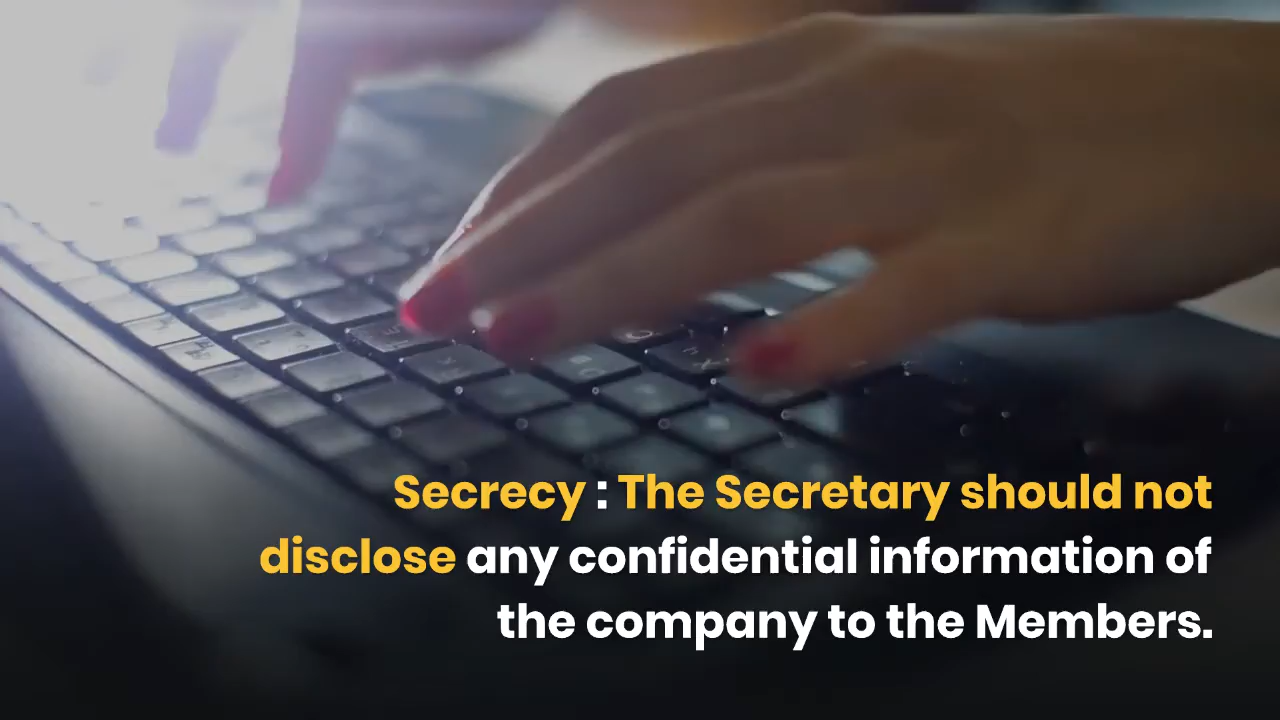 Secrecy : The Secretary should not
disclose any confidential information of
the company to the Members.